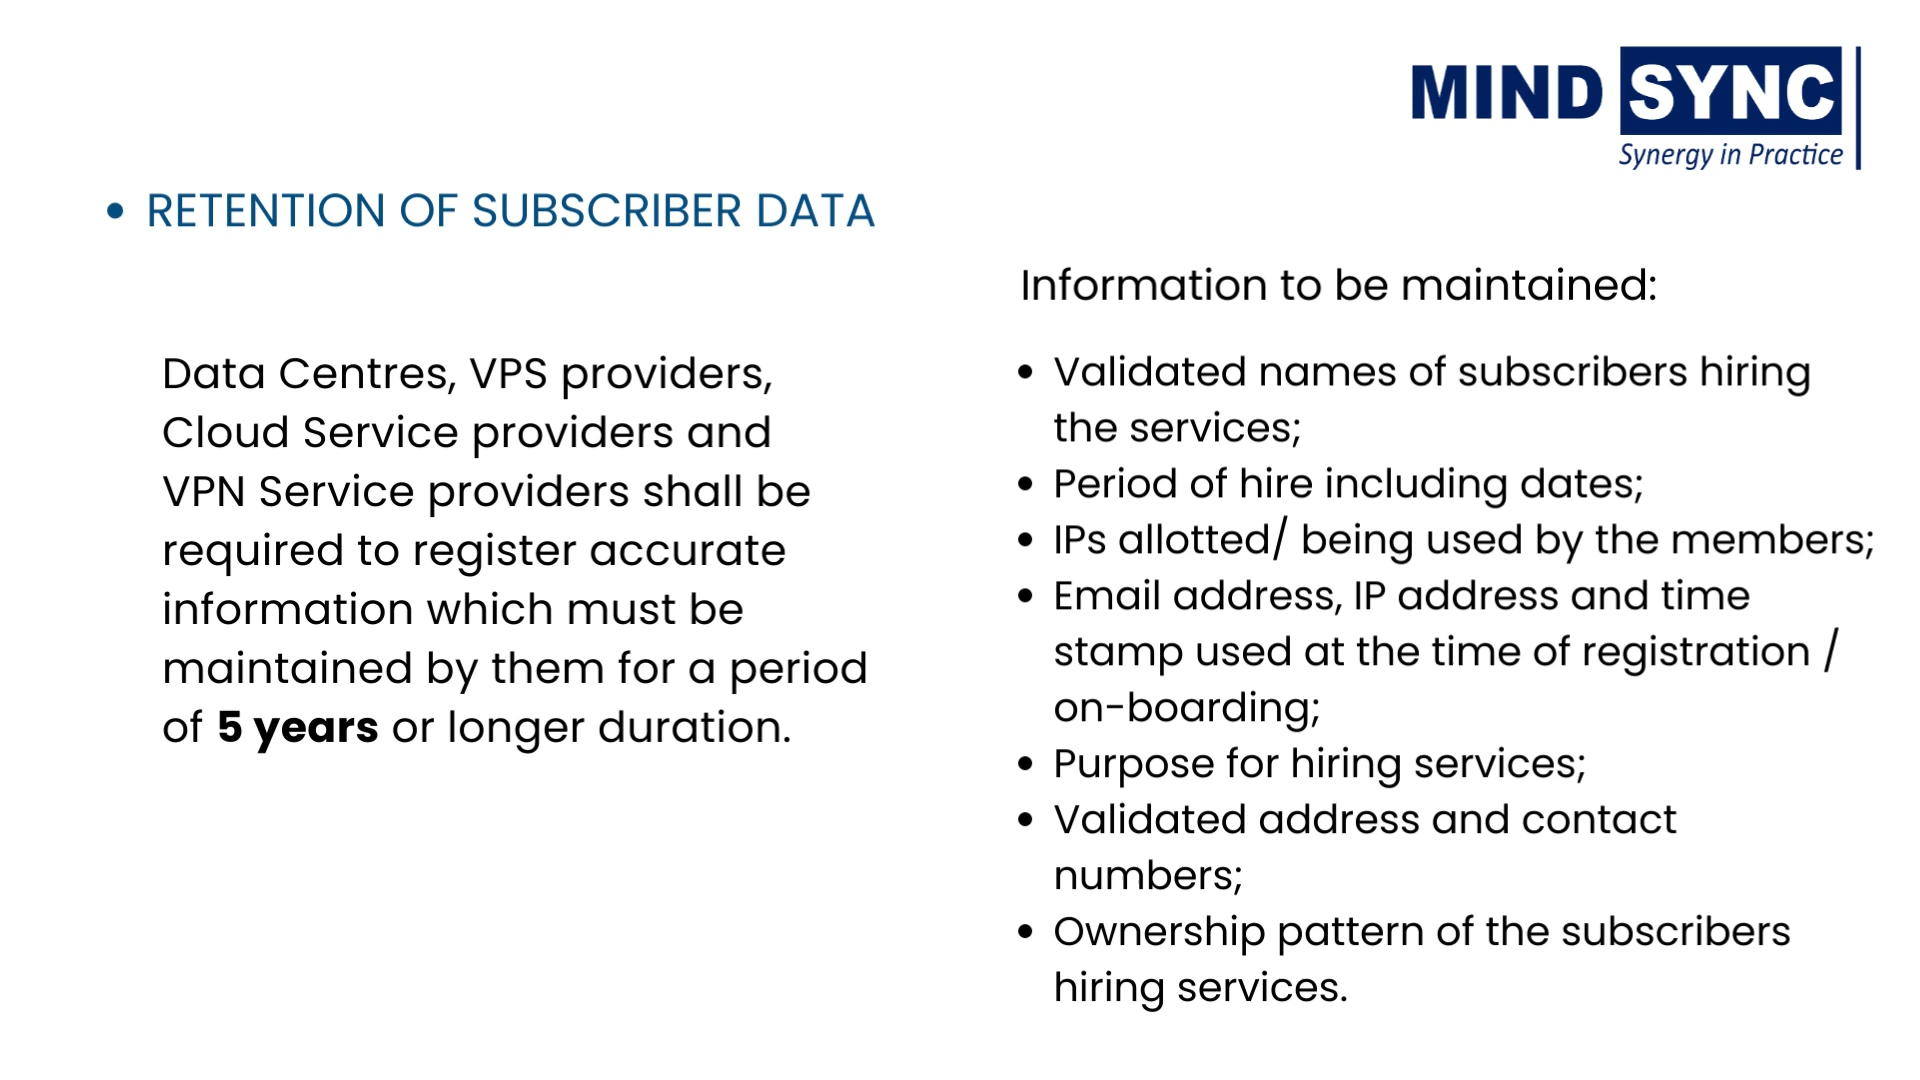 MIND SYNC
Synergy in Practice
• RETENTION OF SUBSCRIBER DATA
Data Centres, VPS providers,
Cloud Service providers and
VPN Service providers shall be
required to register accurate
information which must be
maintained by them for a period
of 5 years or longer duration.
Information to be maintained:
• Validated names of subscribers hiring
the services;
• Period of hire including dates;
• IPs allotted/ being used by the members;
• Email address, IP address and time
stamp used at the time of registration /
on-boarding;
• Purpose for hiring services;
• Validated address and contact
numbers;
• Ownership pattern of the subscribers
hiring services.